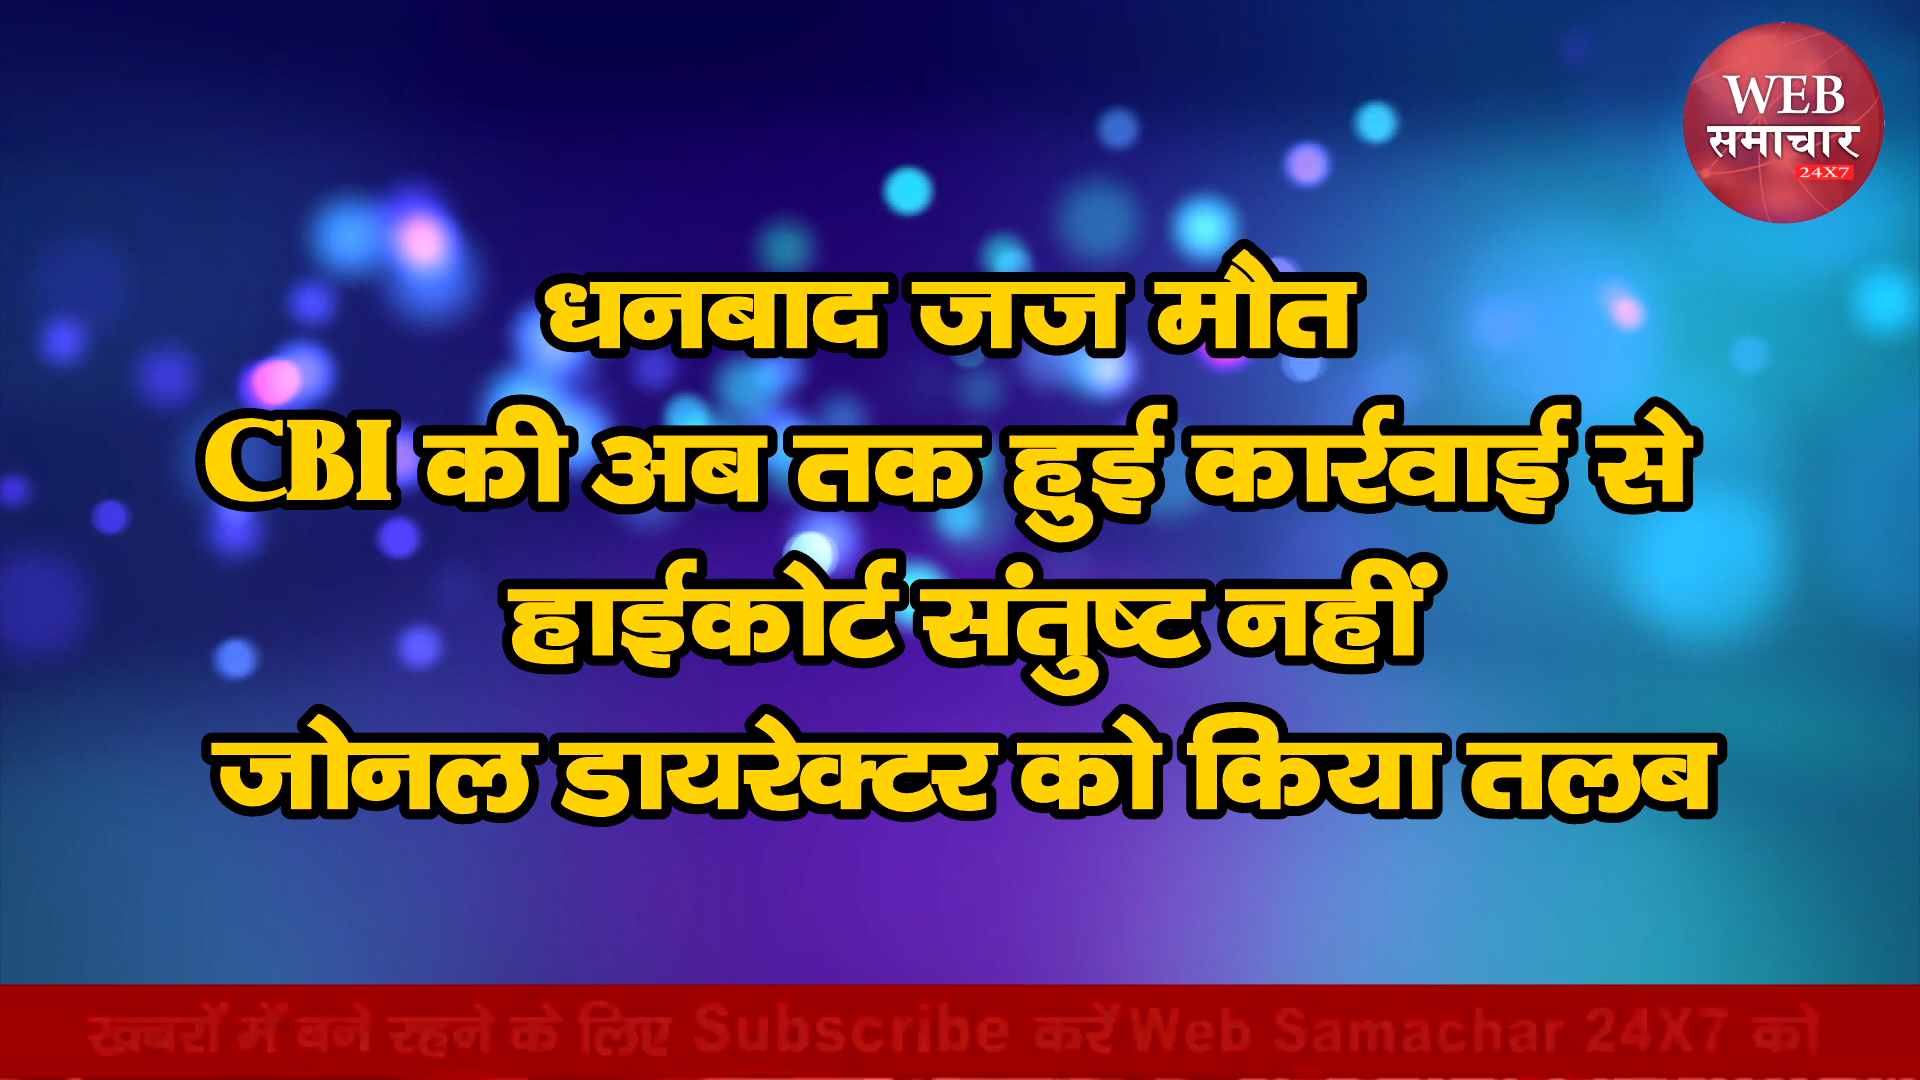 WEB
समाचार
24X7
धनबाद जज मौत
CBI की अब तक हुई कार्रवाई से
हाईकोर्ट संतुष्ट नहीं
जोनल डायरेक्टर को किया तलब
ख़बरों में बने रहने के लिए Subscribe करें Web Samachar 24X7 को